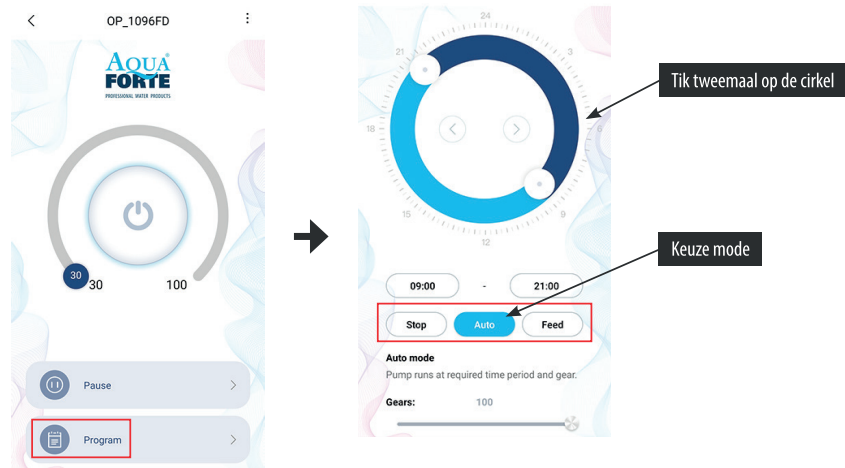 OP_1096FD
AQUA
FORTE
PROFESSIONAL WATER PRODUCTS
30
30
100
Pause
Program
24
21
3
18
6
15
9
12
09:00 - 21:00
Stop Auto Feed
Auto mode
Pump runs at required time period and gear.
Gears: 100
Tik tweemaal op de cirkel
Keuze mode